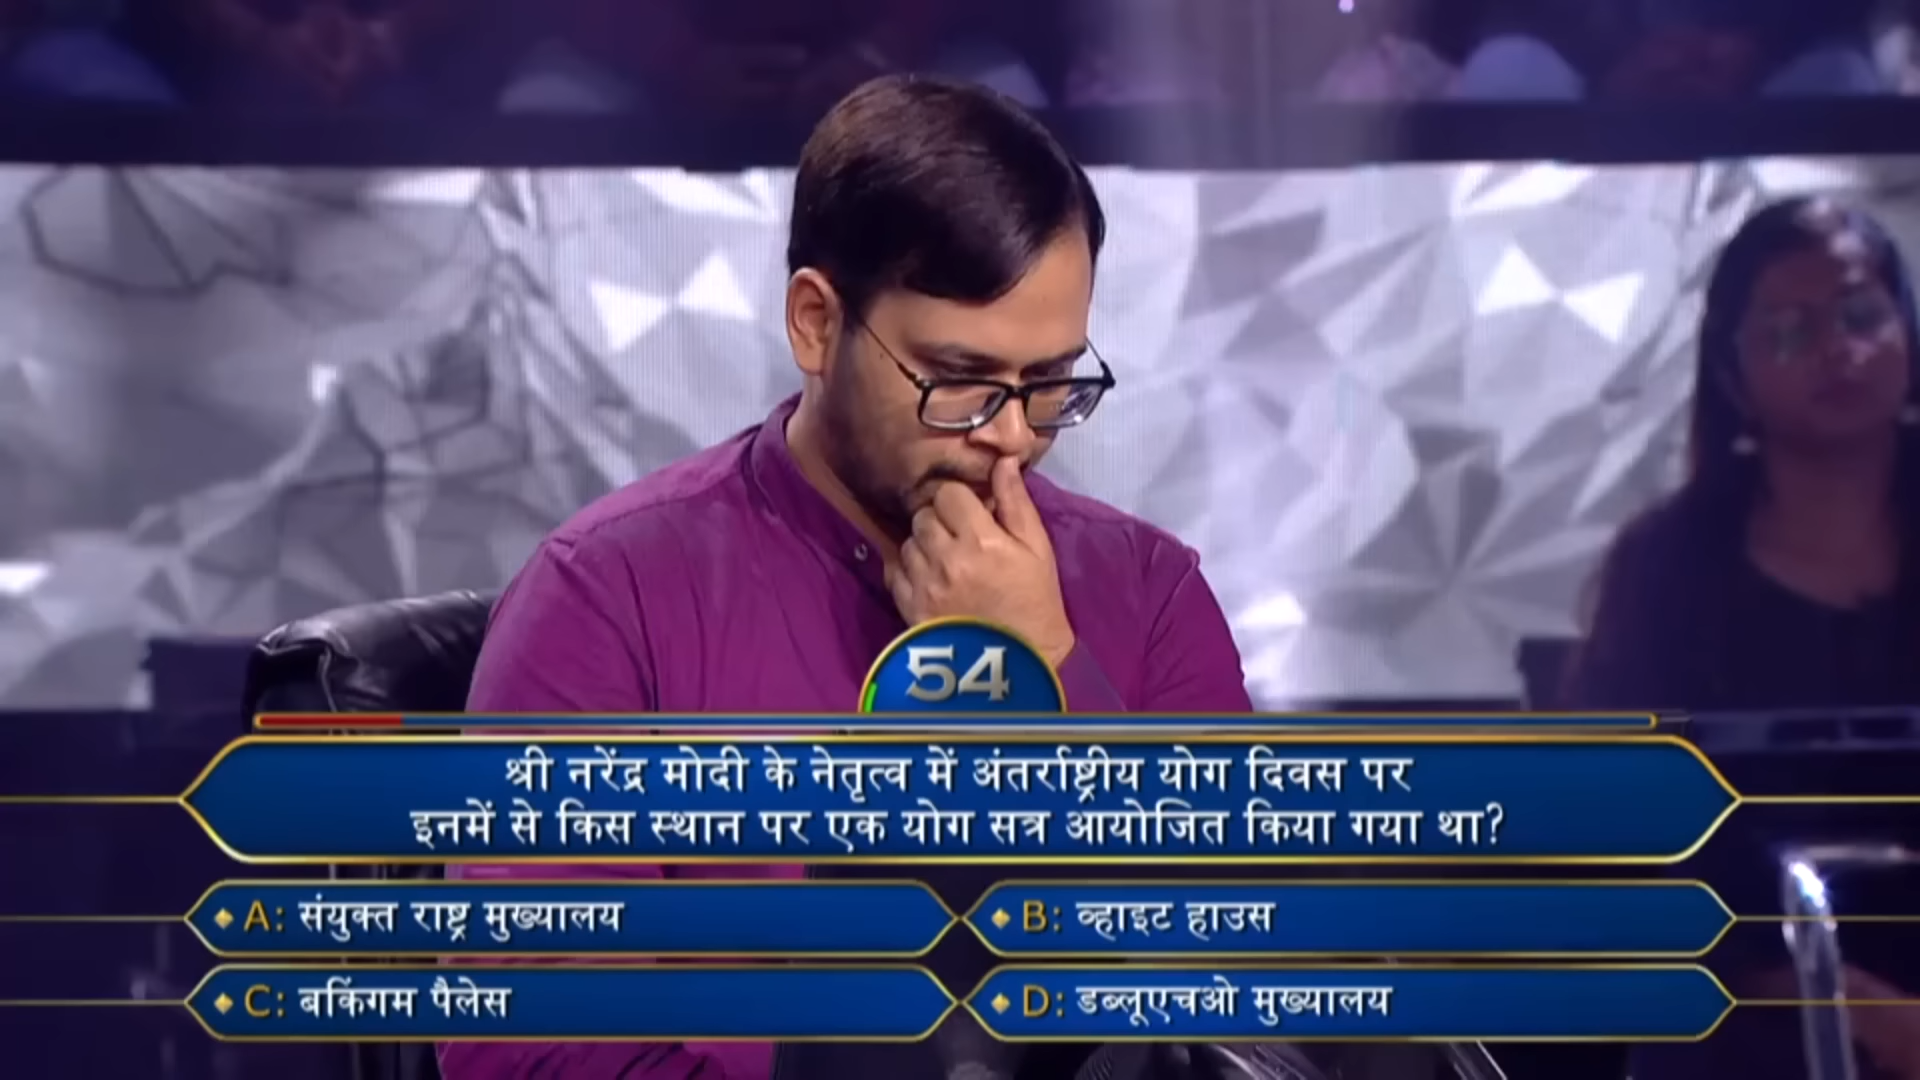 54
श्री नरेंद्र मोदी के नेतृत्व में अंतर्राष्ट्रीय योग दिवस पर
इनमें से किस स्थान पर एक योग सत्र आयोजित किया गया था?
A: संयुक्त राष्ट्र मुख्यालय
B: व्हाइट हाउस
C: बकिंगम पैलेस
D: डब्लूएचओ मुख्यालय